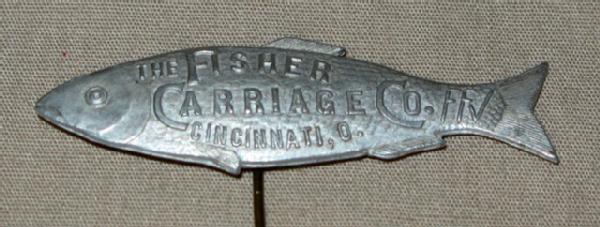 THE FISHER
CARRIAGE CO.
CINCINNATI, O.